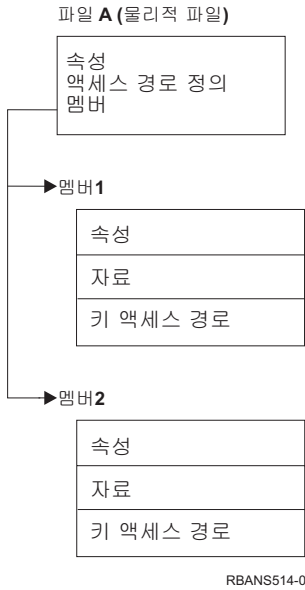 파일 A (물리적 파일)
속성
액세스 경로 정의
멤버
멤버1
속성
자료
키 액세스 경로
멤버2
속성
자료
키 액세스 경로
RBANS514-0